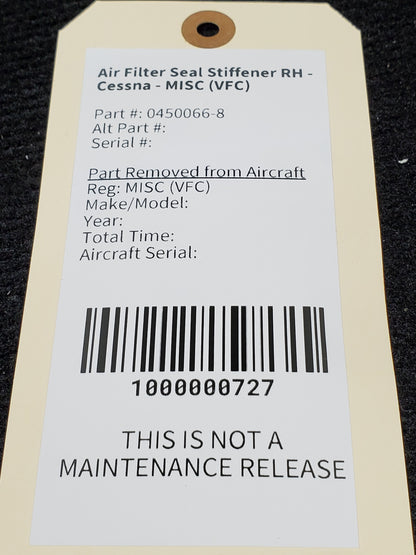 Air Filter Seal Stiffener RH -
Cessna - MISC (VFC)
Part #: 0450066-8
Alt Part #:
Serial #:
Part Removed from Aircraft
Reg: MISC (VFC)
Make/Model:
Year:
Total Time:
Aircraft Serial:
1000000727
THIS IS NOT A
MAINTENANCE RELEASE